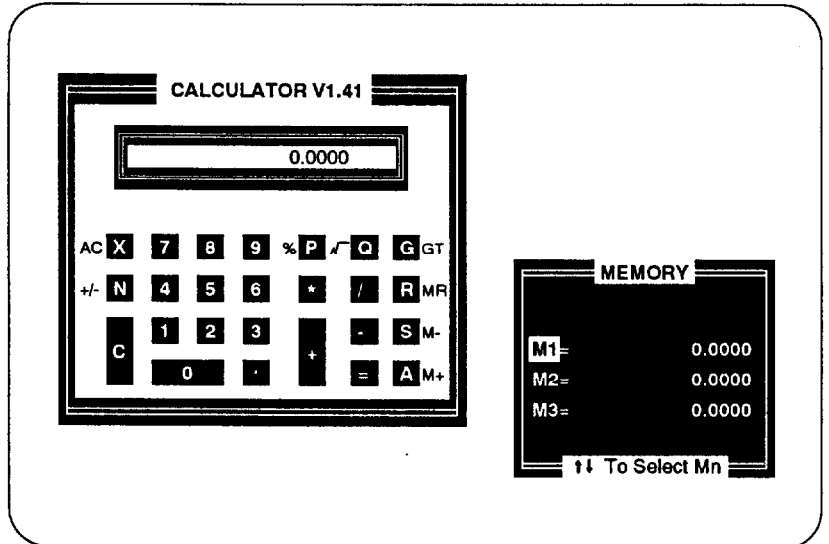 CALCULATOR V1.41
0.0000
AC X 7 8 9 % P √ Q G GT
+/- N 4 5 6 * / R MR
C 1 2 3 + - S M-
0 . = A M+
MEMORY
M1= 0.0000
M2= 0.0000
M3= 0.0000
↑↓ To Select Mn